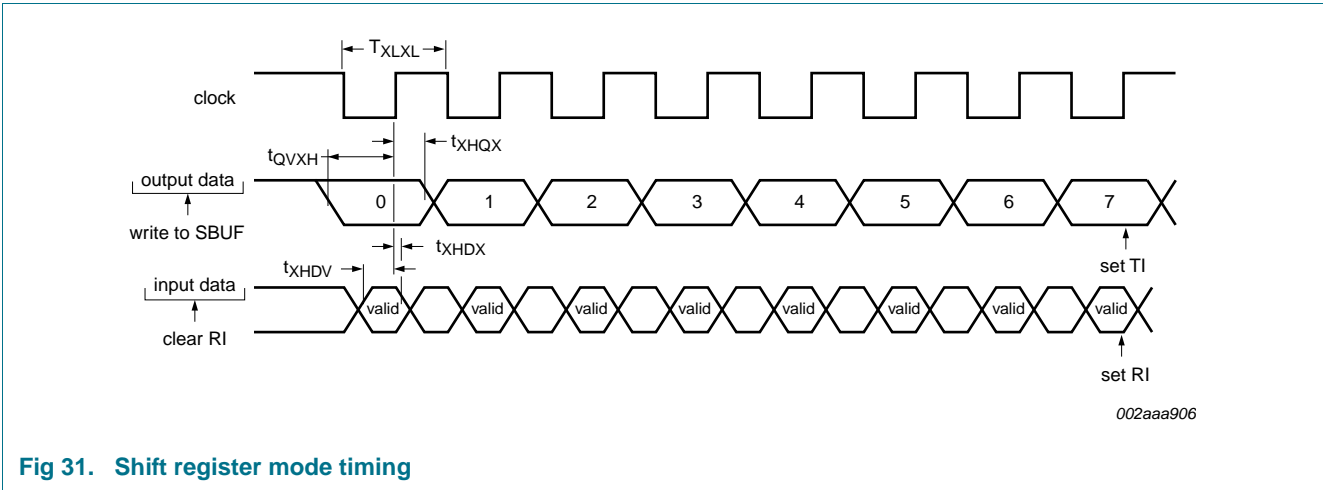 TXLXL
clock
tXHQX
tQVXH
output data
0 1 2 3 4 5 6 7
write to SBUF
tXHDX
set TI
tXHDV
input data
valid valid valid valid valid valid valid valid
clear RI
set RI
002aaa906
Fig 31. Shift register mode timing